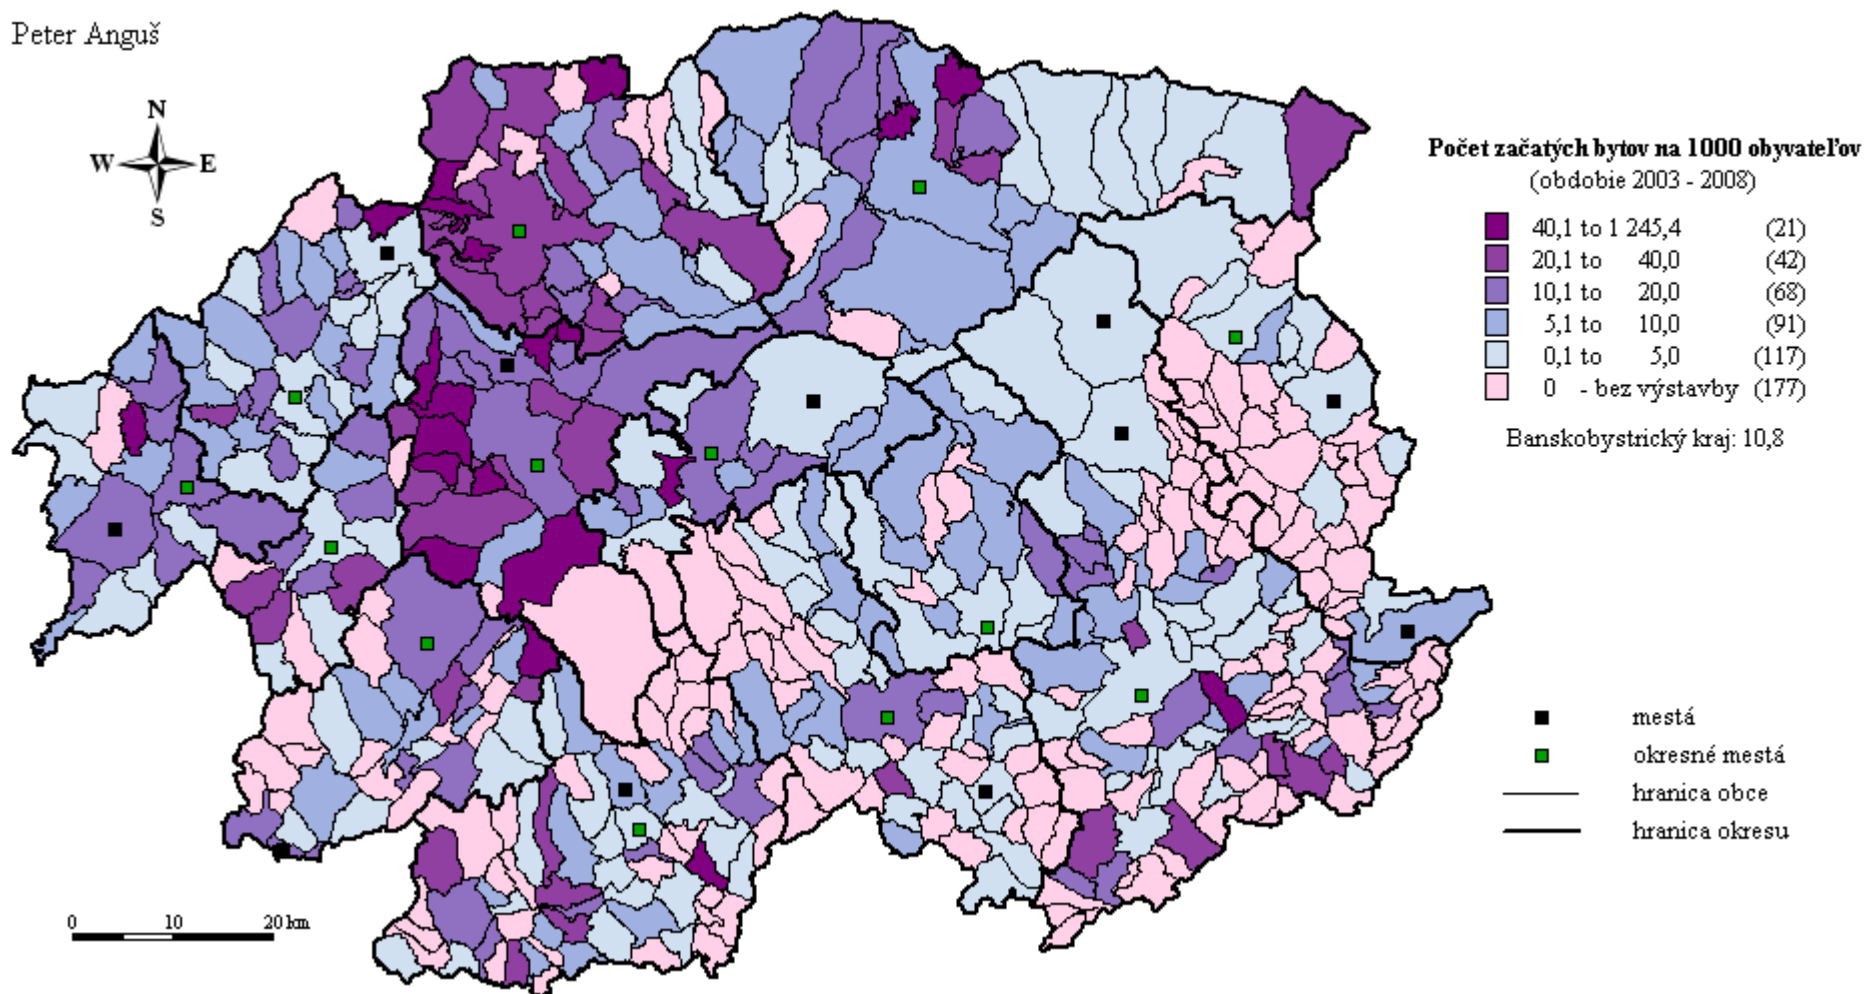 Peter Anguš
N
W E
S
Počet začatých bytov na 1000 obyvateľov
(obdobie 2003 - 2008)
40,1 to 1 245,4 (21)
20,1 to 40,0 (42)
10,1 to 20,0 (68)
5,1 to 10,0 (91)
0,1 to 5,0 (117)
0 - bez výstavby (177)
Banskobystrický kraj: 10,8
mestá
okresné mestá
hranica obce
hranica okresu
0 10 20 km